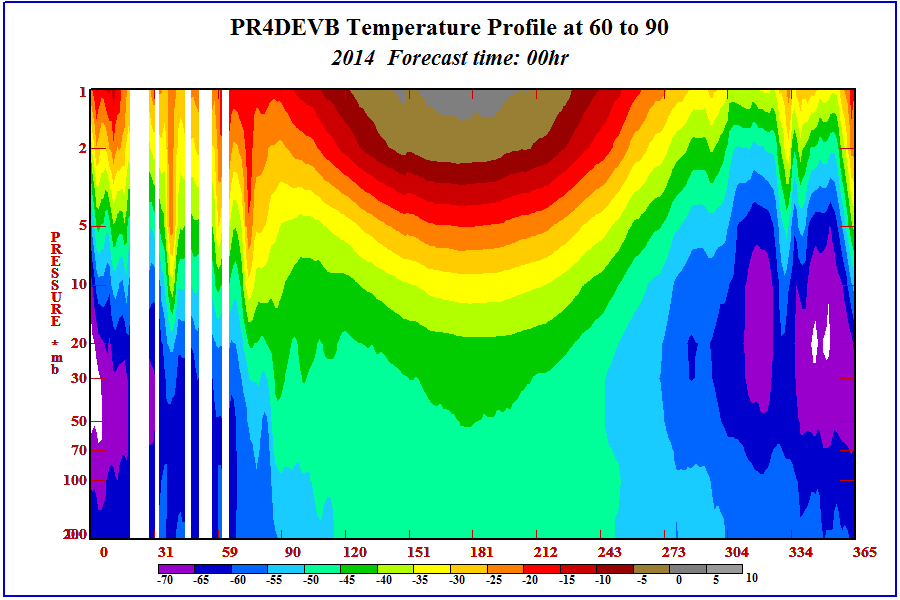 PR4DEVB Temperature Profile at 60 to 90
2014 Forecast time: 00hr
PRESSURE * mb
1
2
5
10
20
30
50
70
100
200
0 31 59 90 120 151 181 212 243 273 304 334 365
-70 -65 -60 -55 -50 -45 -40 -35 -30 -25 -20 -15 -10 -5 0 5 10